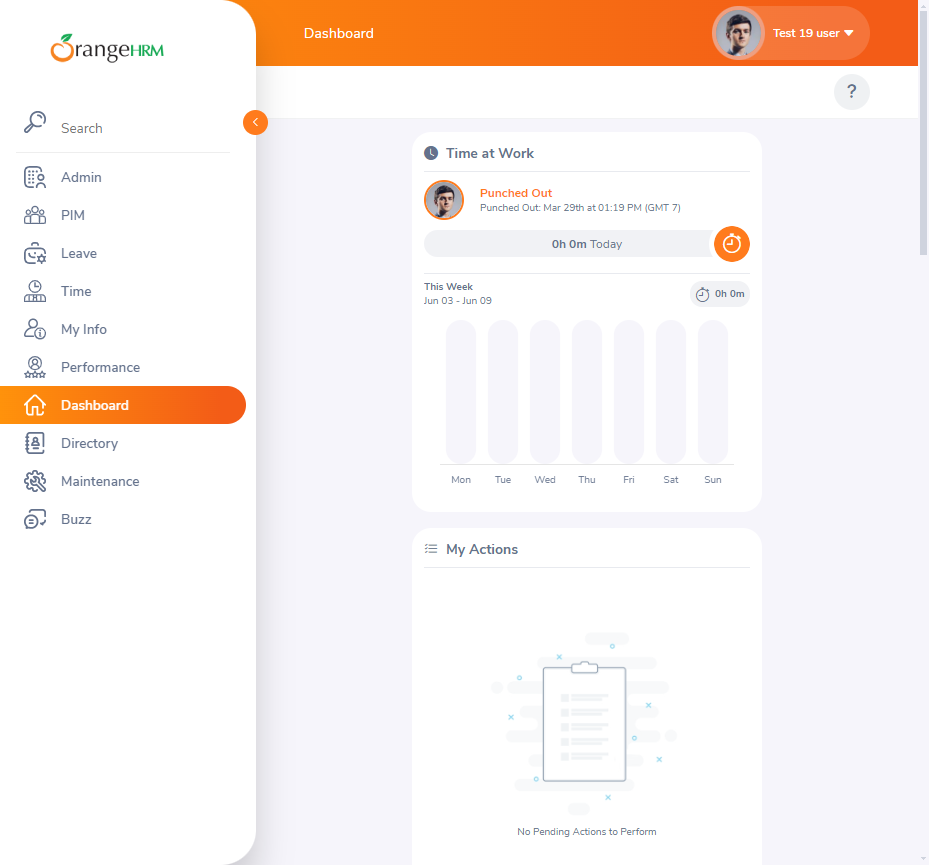 OrangeHRM
Dashboard
Test 19 user
?
Search
Admin
PIM
Leave
Time
My Info
Performance
Dashboard
Directory
Maintenance
Buzz
Time at Work
Punched Out
Punched Out: Mar 29th at 01:19 PM (GMT 7)
0h 0m Today
This Week
Jun 03 - Jun 09
0h 0m
Mon Tue Wed Thu Fri Sat Sun
My Actions
No Pending Actions to Perform